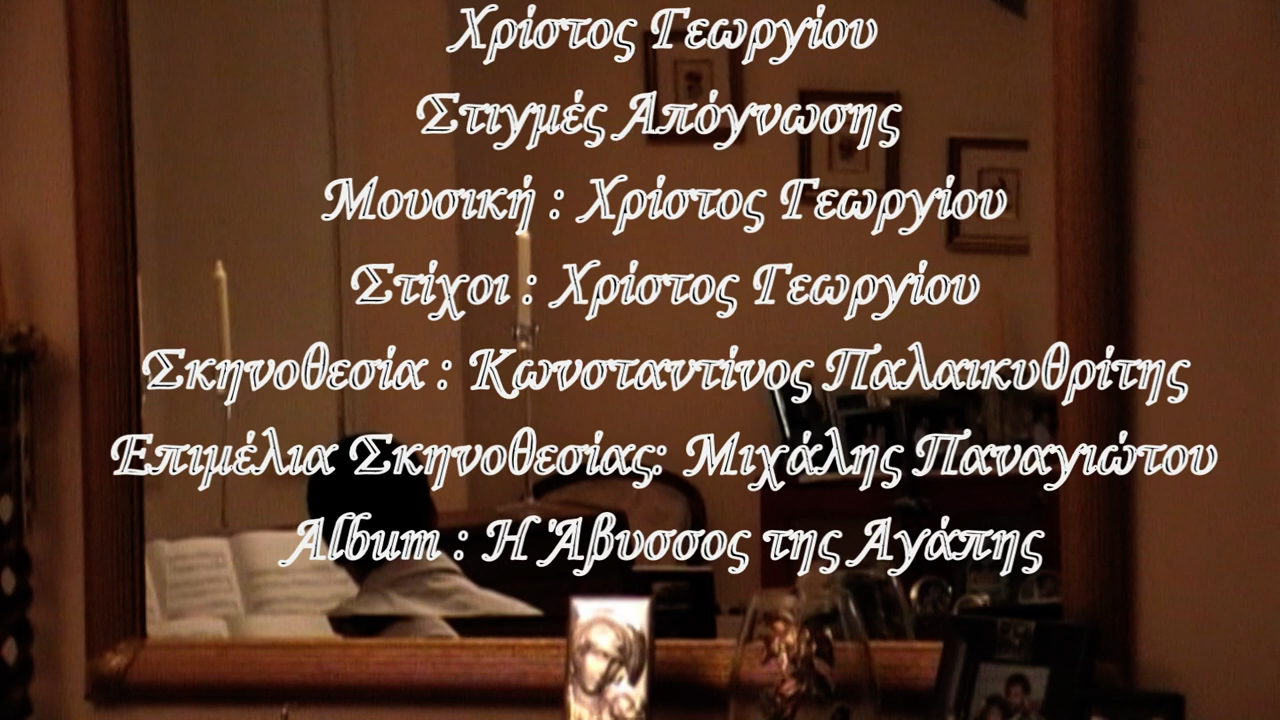 Χρίστος Γεωργίου
Στιγμές Απόγνωσης
Μουσική : Χρίστος Γεωργίου
Στίχοι : Χρίστος Γεωργίου
Σκηνοθεσία : Κωνσταντίνος Παλαικυθρίτης
Επιμέλια Σκηνοθεσίας: Μιχάλης Παναγιώτου
Album : Η Άβυσσος της Αγάπης